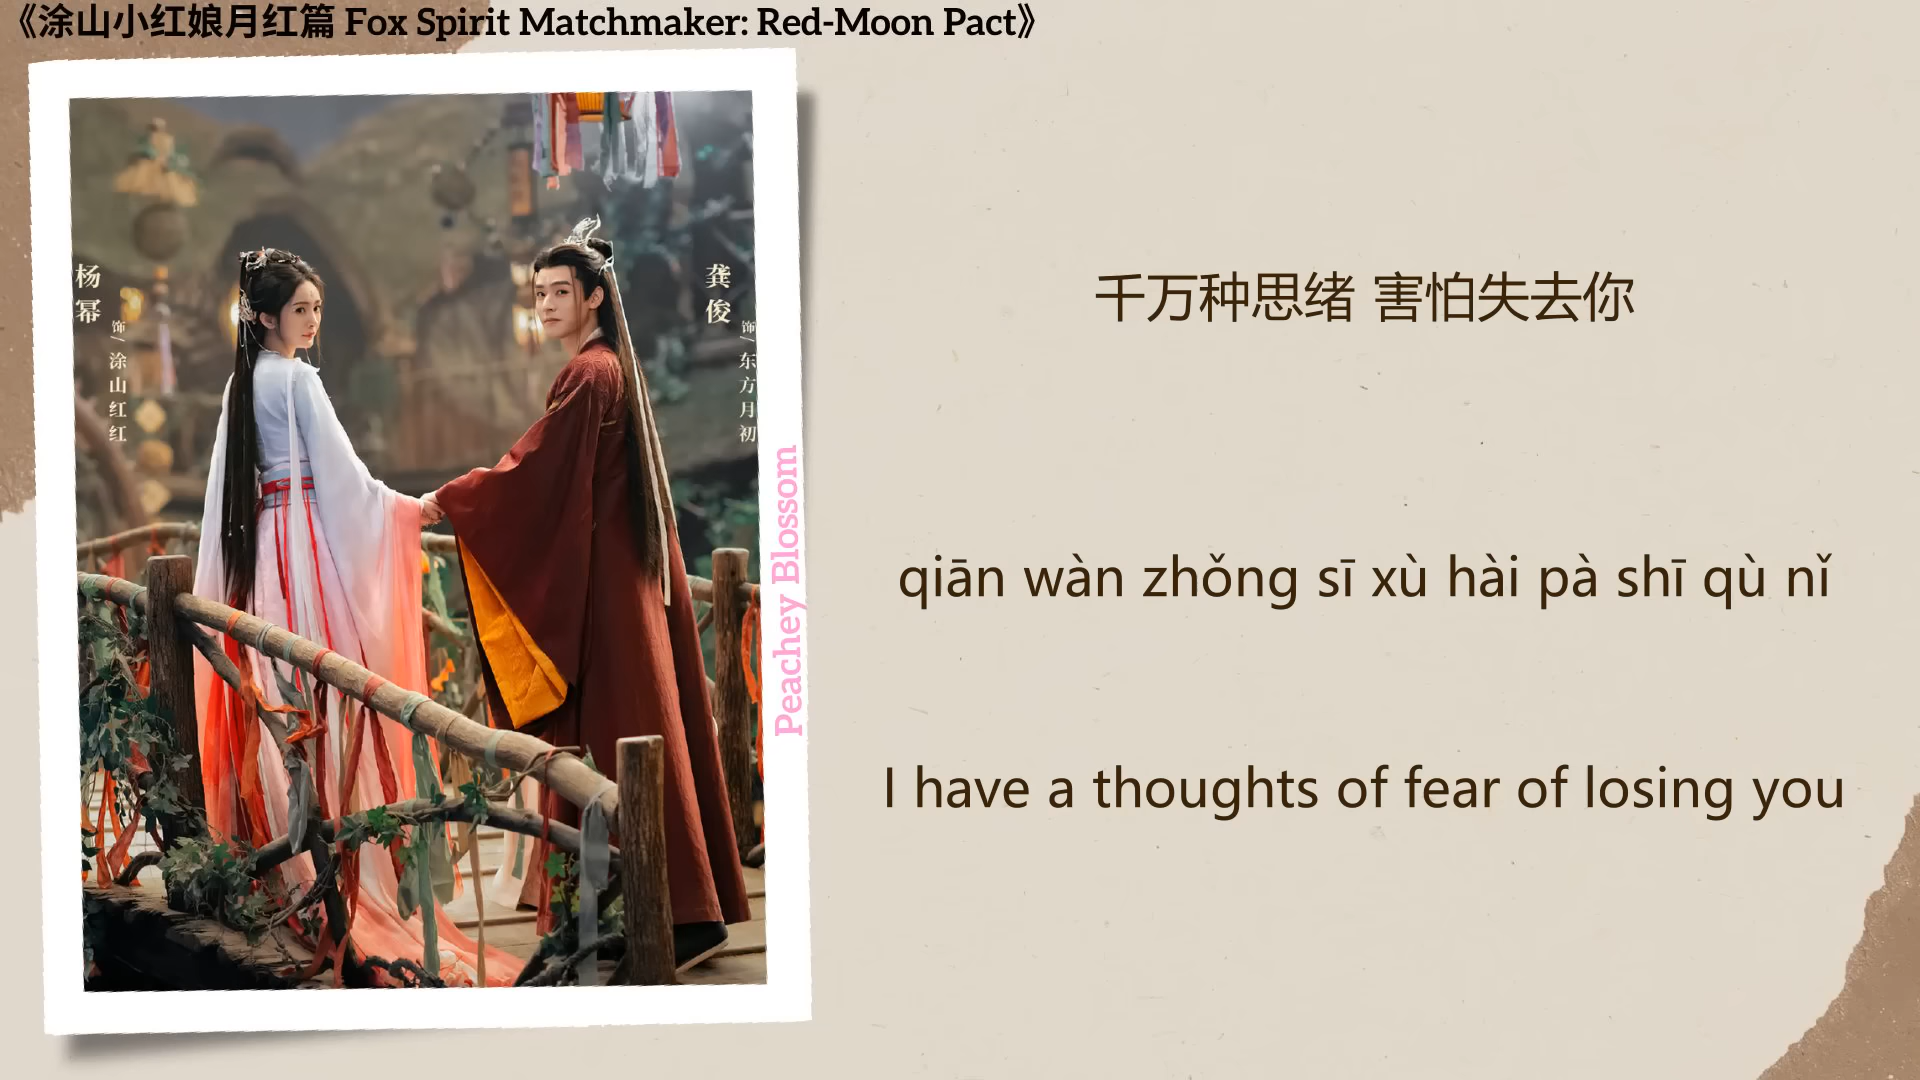 《涂山小红娘月红篇 Fox Spirit Matchmaker: Red-Moon Pact》
杨幂
饰/涂山红红
龚俊
饰/东方月初
Peachey Blossom
千万种思绪 害怕失去你
qiān wàn zhǒng sī xù hài pà shī qù nǐ
I have a thoughts of fear of losing you